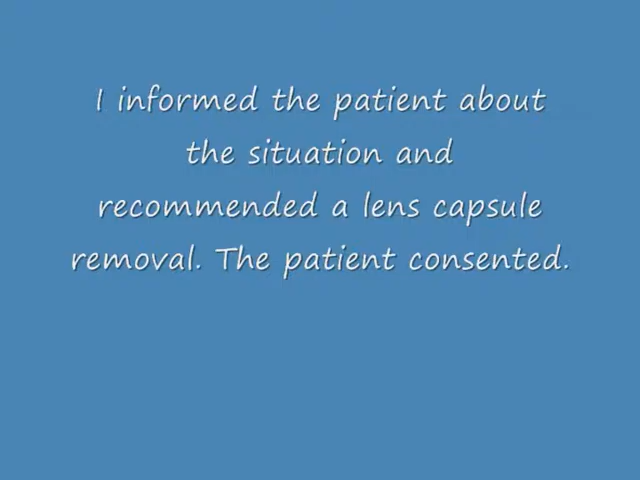 I informed the patient about
the situation and
recommended a lens capsule
removal. The patient consented.